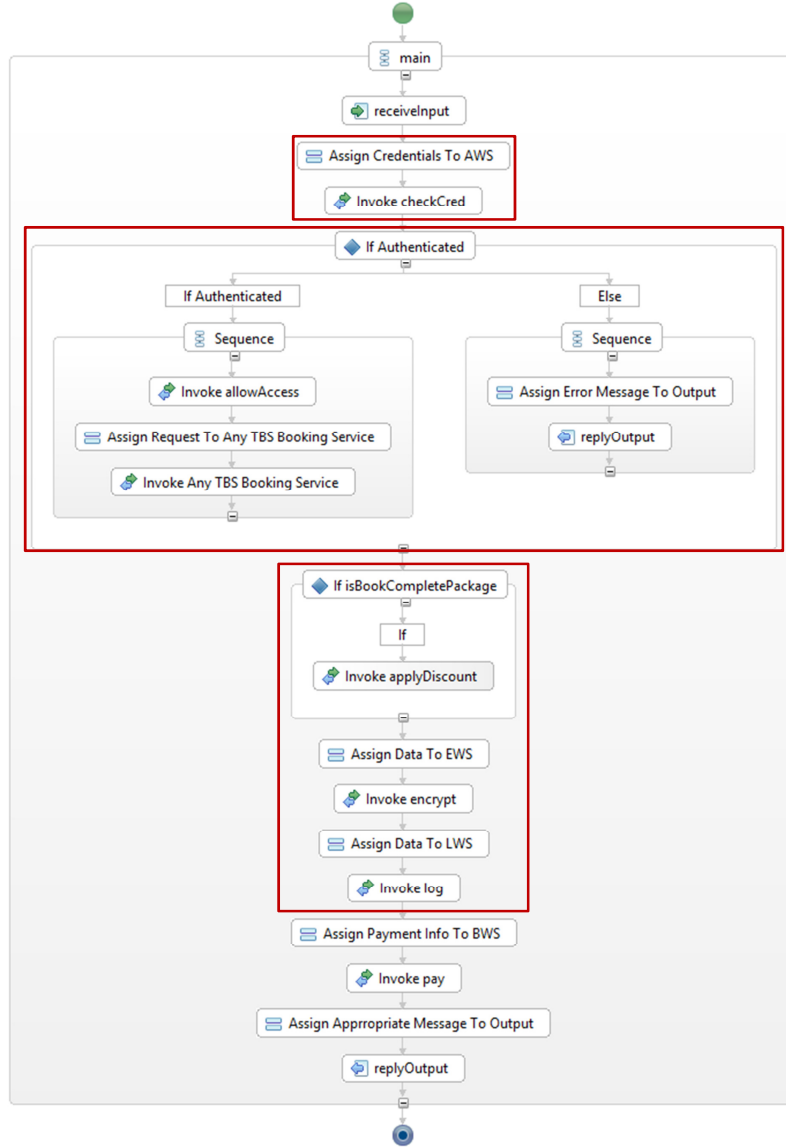 main
receiveInput
Assign Credentials To AWS
Invoke checkCred
If Authenticated
If Authenticated
Else
Sequence
Sequence
Invoke allowAccess
Assign Error Message To Output
Assign Request To Any TBS Booking Service
replyOutput
Invoke Any TBS Booking Service
If isBookCompletePackage
If
Invoke applyDiscount
Assign Data To EWS
Invoke encrypt
Assign Data To LWS
Invoke log
Assign Payment Info To BWS
Invoke pay
Assign Apprropriate Message To Output
replyOutput